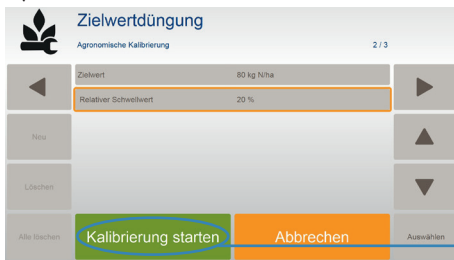 Zielwertdüngung
Agronomische Kalibrierung 2 / 3
Zielwert 80 kg N/ha
Relativer Schwellwert 20 %
Neu
Löschen
Alle löschen Kalibrierung starten Abbrechen Auswählen